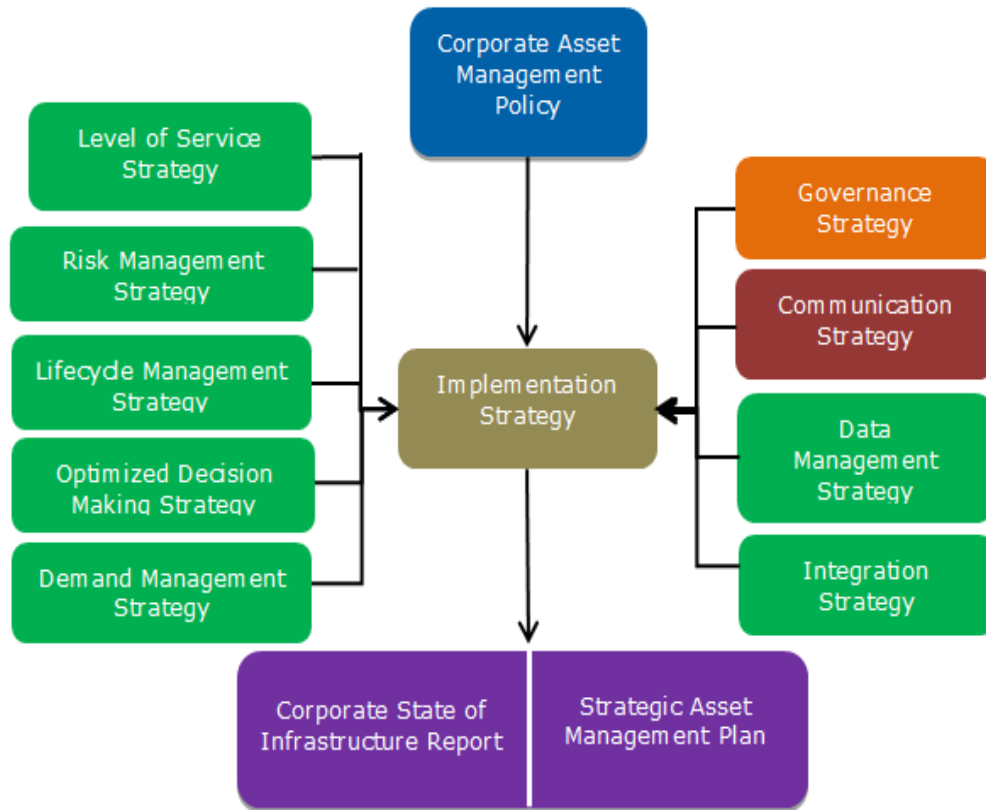 Corporate Asset
Management
Policy
Level of Service
Strategy
Risk Management
Strategy
Lifecycle Management
Strategy
Optimized Decision
Making Strategy
Demand Management
Strategy
Implementation
Strategy
Governance
Strategy
Communication
Strategy
Data
Management
Strategy
Integration
Strategy
Corporate State of
Infrastructure Report
Strategic Asset
Management Plan